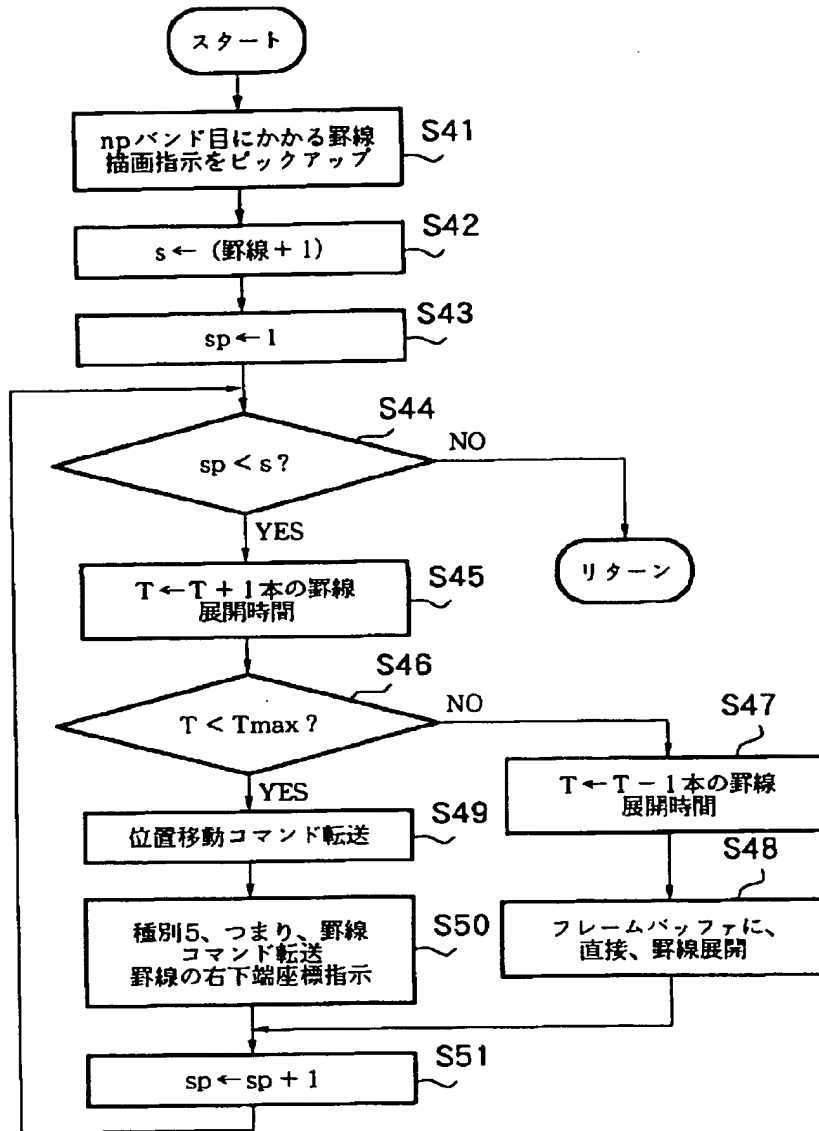 スタート
npバンド目にかかる罫線
描画指示をピックアップ
S41
s←(罫線+1)
S42
sp←1
S43
sp<s?
S44
NO
YES
リターン
T←T+1本の罫線
展開時間
S45
T<Tmax?
S46
NO
YES
T←T-1本の罫線
展開時間
S47
位置移動コマンド転送
S49
フレームバッファに、
直接、罫線展開
S48
種別5、つまり、罫線
コマンド転送
罫線の右下端座標指示
S50
sp←sp+1
S51